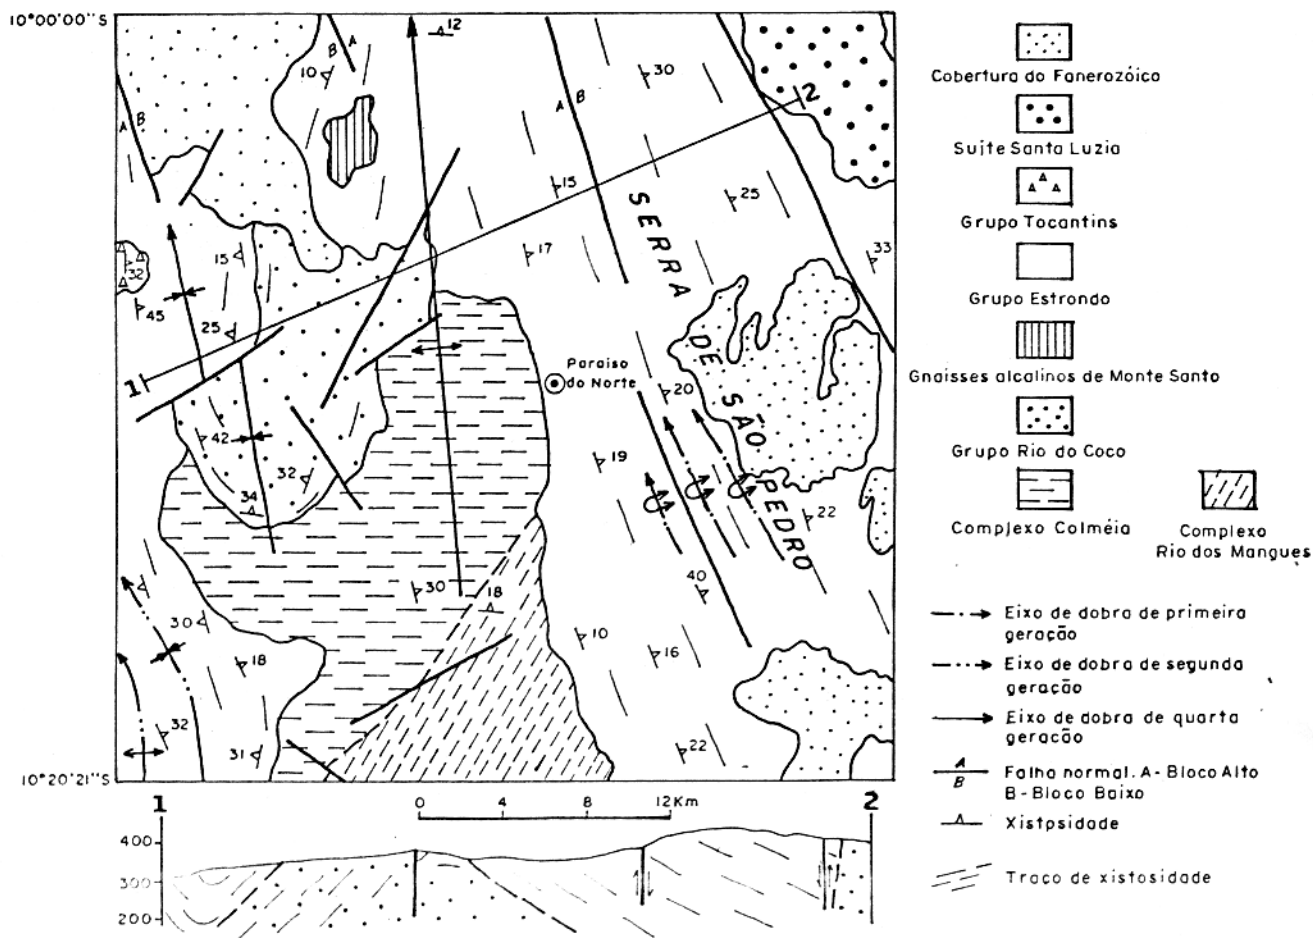 10°00'00"S
12
10
B A
30
2
A B
A B
15
25
SERRA
17
33
15
32
45
25
1
Paraiso
do Norte
DE
20
SÃO
42
32
19
34
PEDRO
22
40
30
18
30
10
18
16
32
31
22
10°20'21"S
1
0 4 8 12Km
2
400
300
200
Cobertura do Fanerozóico
Sujte Santa Luzia
Grupo Tocantins
Grupo Estrondo
Gnaisses alcalinos de Monte Santo
Grupo Rio do Coco
Complexo Colméia
Complexo
Rio dos Mangues
Eixo de dobra de primeira
geração
Eixo de dobra de segunda
geração
Eixo de dobra de quarta
geração
A
B
Falha normal. A-Bloco Alto
B-Bloco Baixo
Xistosidade
Traço de xistosidade